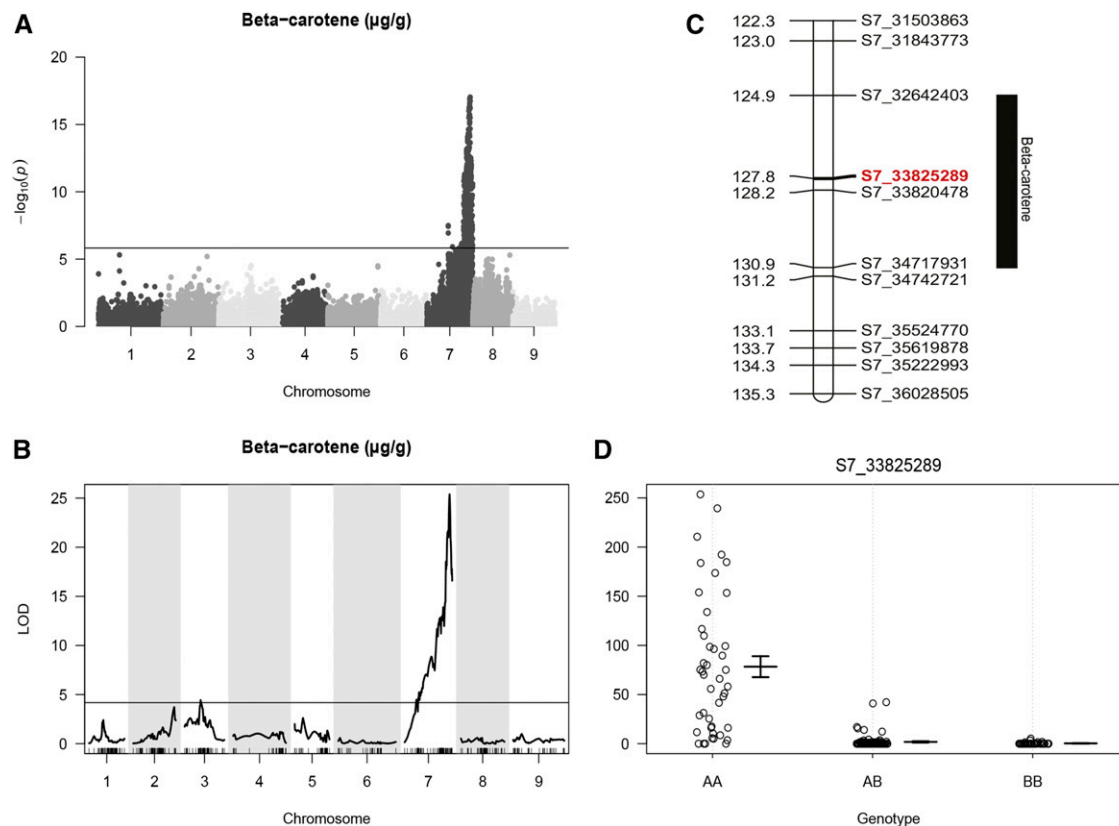 A
Beta−carotene (µg/g)
20
15
10
5
0
−log10(p)
1 2 3 4 5 6 7 8 9
Chromosome
B
Beta−carotene (µg/g)
25
20
15
10
5
0
LOD
1 2 3 4 5 6 7 8 9
Chromosome
C
122.3 S7_31503863
123.0 S7_31843773
124.9 S7_32642403
127.8 S7_33825289
128.2 S7_33820478
130.9 S7_34717931
131.2 S7_34742721
133.1 S7_35524770
133.7 S7_35619878
134.3 S7_35222993
135.3 S7_36028505
Beta−carotene
D
S7_33825289
250
200
150
100
50
0
AA AB BB
Genotype